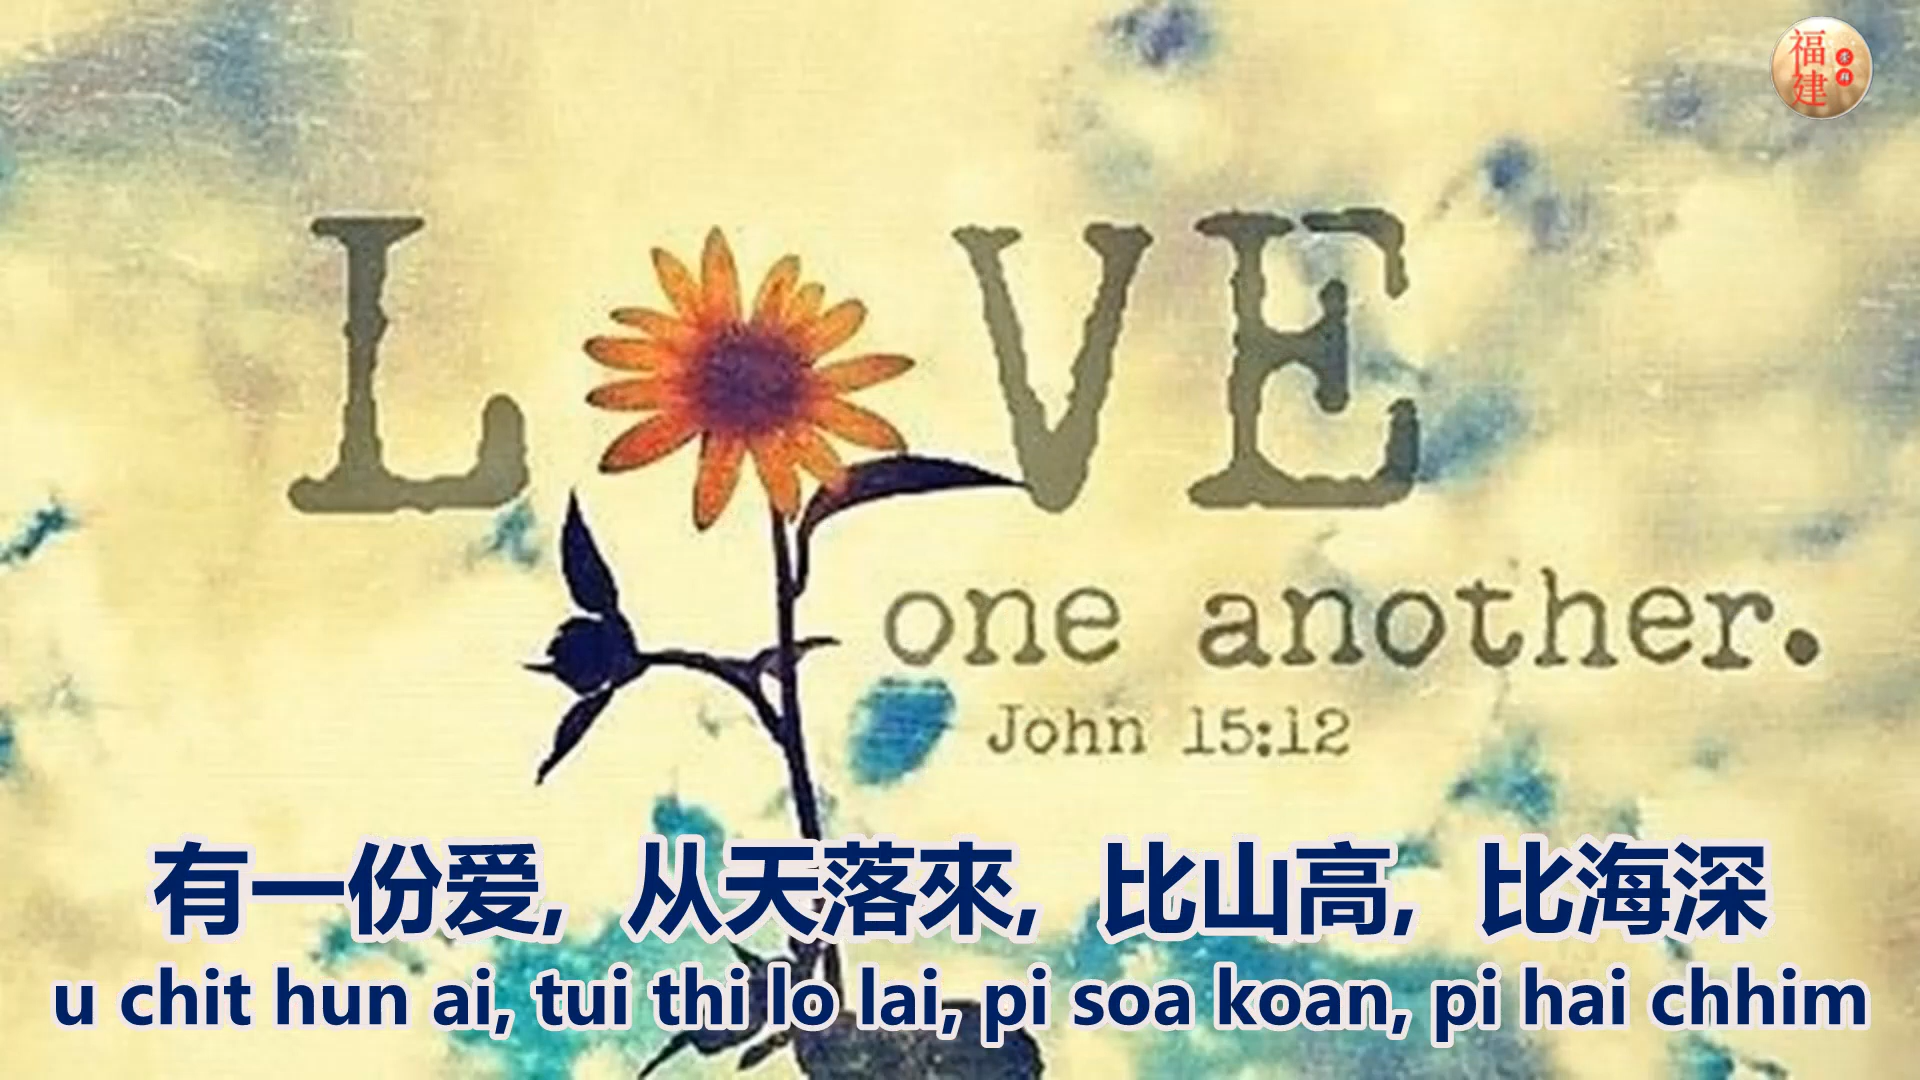 福建
LOVE
one another.
John 15:12
有一份爱, 从天落來, 比山高, 比海深
u chit hun ai, tui thi lo lai, pi soa koan, pi hai chhim